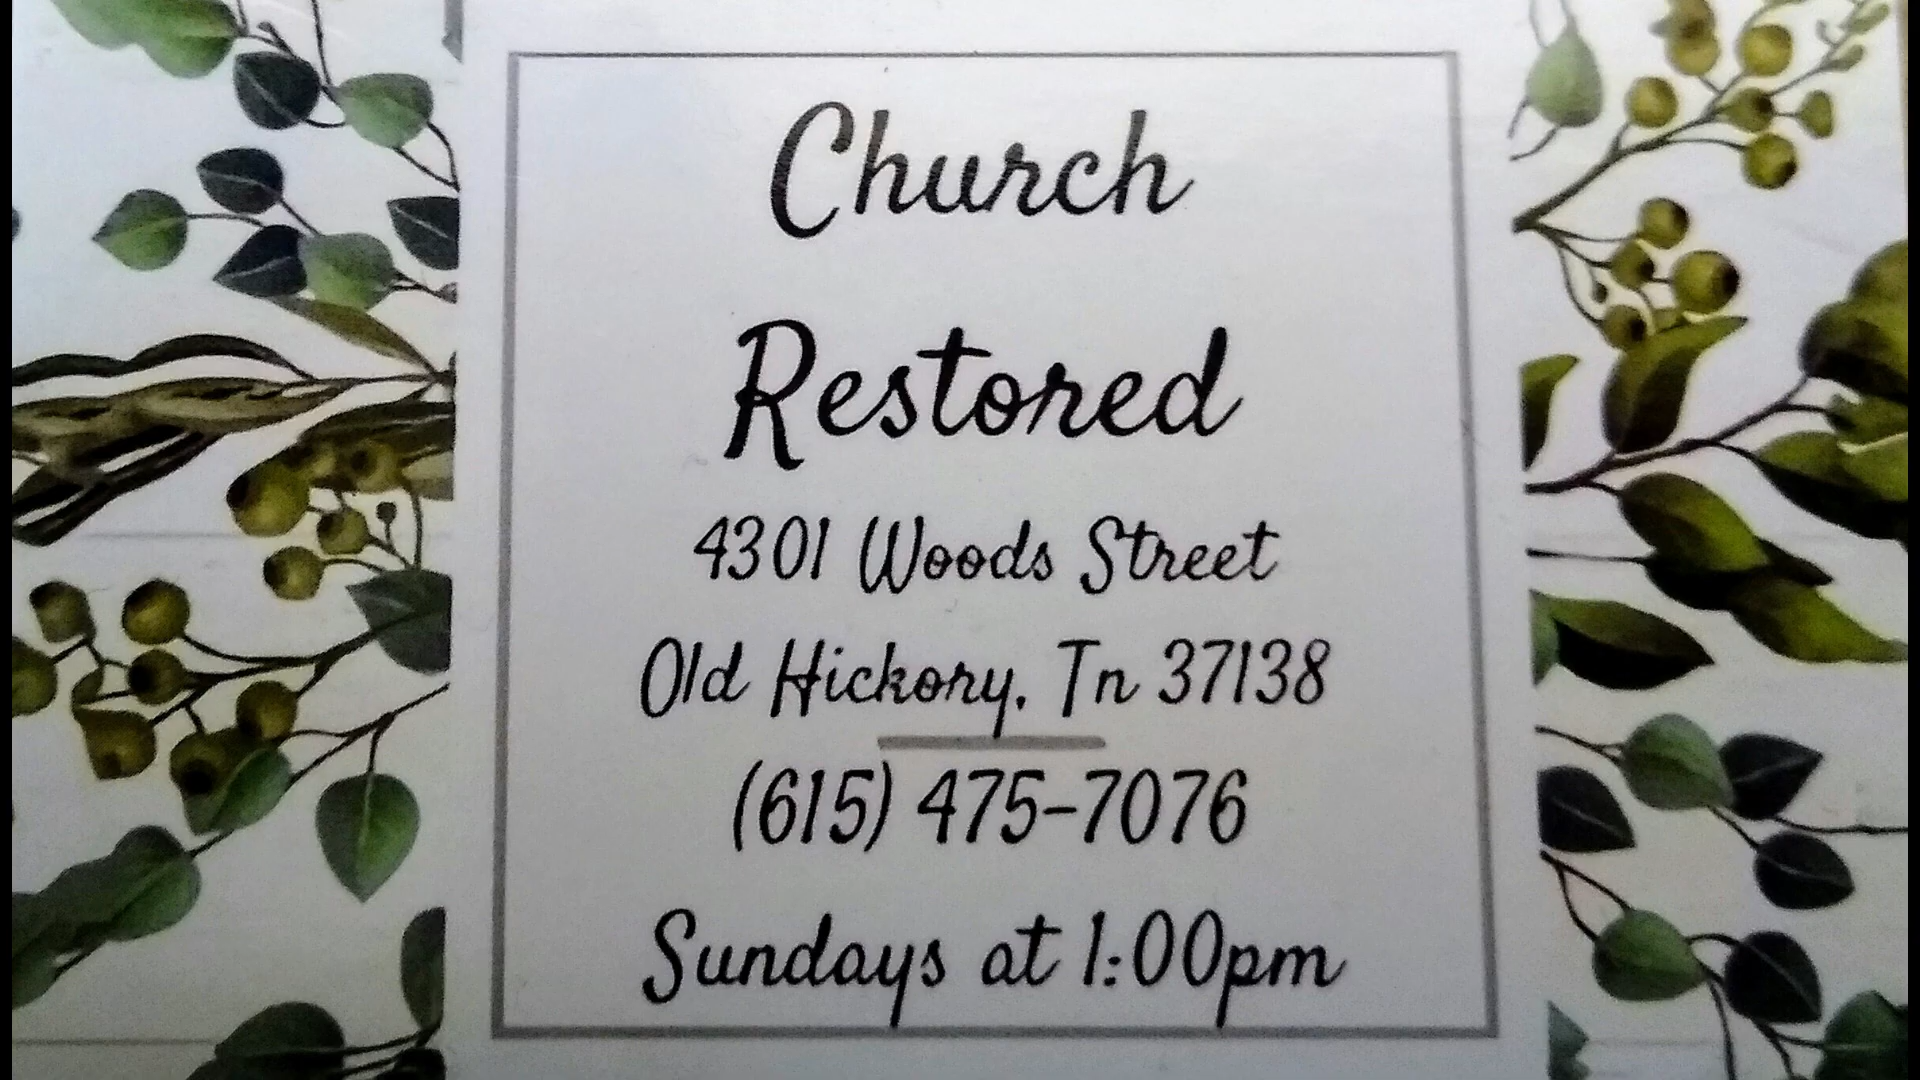 Church
Restored
4301 Woods Street
Old Hickory, Tn 37138
(615) 475-7076
Sundays at 1:00pm